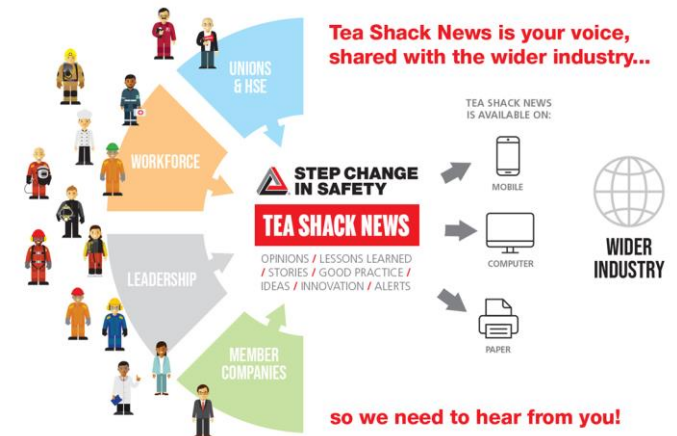 Tea Shack News is your voice,
shared with the wider industry...
UNIONS
& HSE
WORKFORCE
LEADERSHIP
MEMBER
COMPANIES
STEP CHANGE
IN SAFETY
TEA SHACK NEWS
OPINIONS / LESSONS LEARNED
/ STORIES / GOOD PRACTICE /
IDEAS / INNOVATION / ALERTS
TEA SHACK NEWS
IS AVAILABLE ON:
MOBILE
COMPUTER
PAPER
WIDER
INDUSTRY
so we need to hear from you!